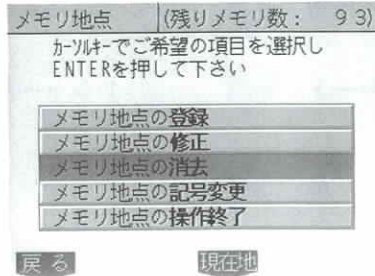 メモリ地点 (残りメモリ数: 93)
カーソルキーでご希望の項目を選択し
ENTERを押して下さい
メモリ地点の登録
メモリ地点の修正
メモリ地点の消去
メモリ地点の記号変更
メモリ地点の操作終了
戻る 現在地